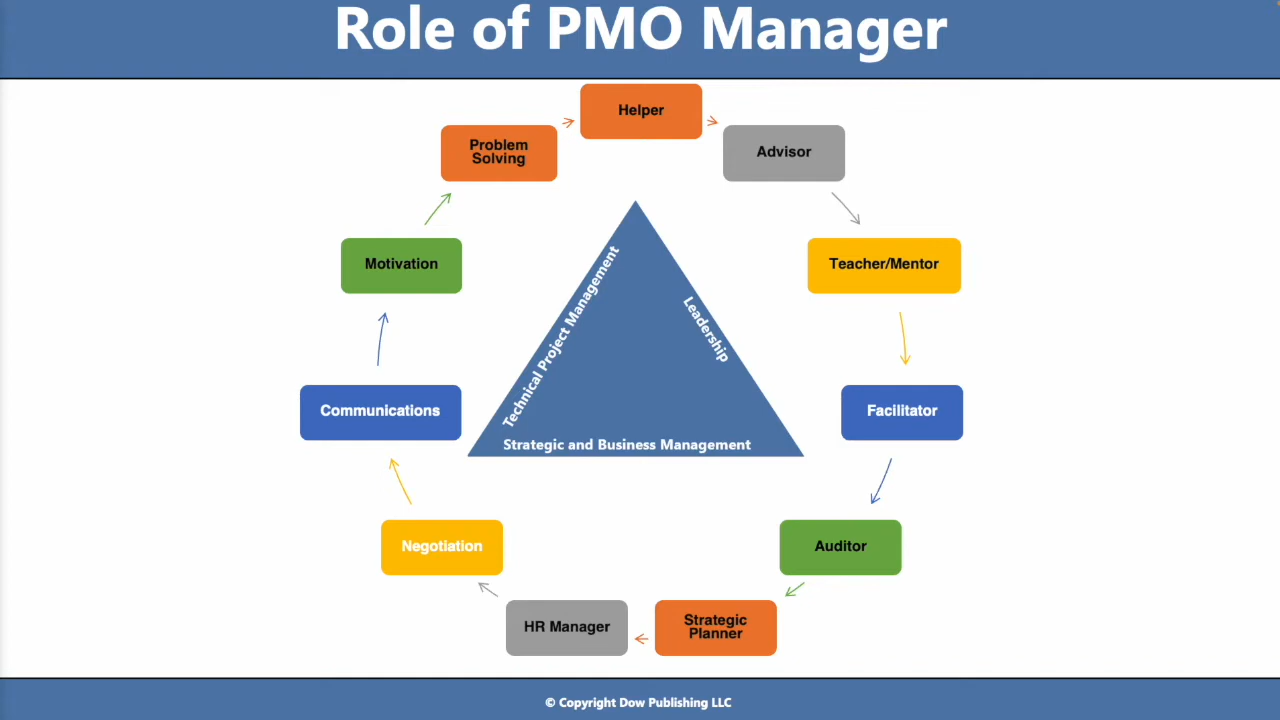 Role of PMO Manager
Helper
Advisor
Teacher/Mentor
Facilitator
Auditor
Strategic
Planner
HR Manager
Negotiation
Communications
Motivation
Problem
Solving
Technical Project Management
Leadership
Strategic and Business Management
© Copyright Dow Publishing LLC